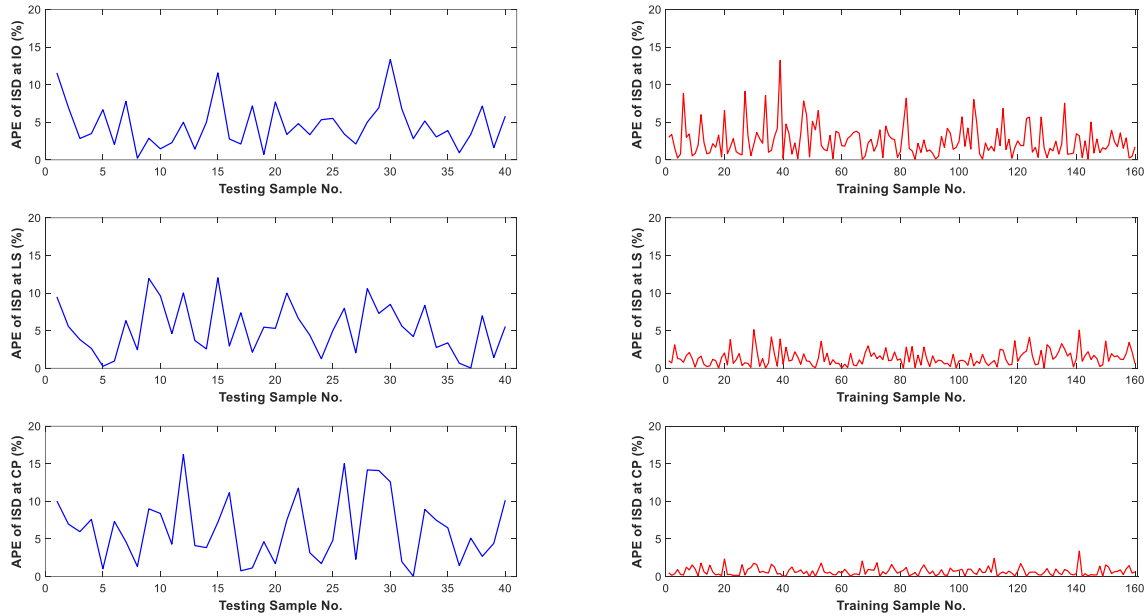 20
15
10
5
0
APE of ISD at IO (%)
0 5 10 15 20 25 30 35 40
Testing Sample No.
20
15
10
5
0
APE of ISD at IO (%)
0 20 40 60 80 100 120 140 160
Training Sample No.
20
15
10
5
0
APE of ISD at LS (%)
0 5 10 15 20 25 30 35 40
Testing Sample No.
20
15
10
5
0
APE of ISD at LS (%)
0 20 40 60 80 100 120 140 160
Training Sample No.
20
15
10
5
0
APE of ISD at CP (%)
0 5 10 15 20 25 30 35 40
Testing Sample No.
20
15
10
5
0
APE of ISD at CP (%)
0 20 40 60 80 100 120 140 160
Training Sample No.